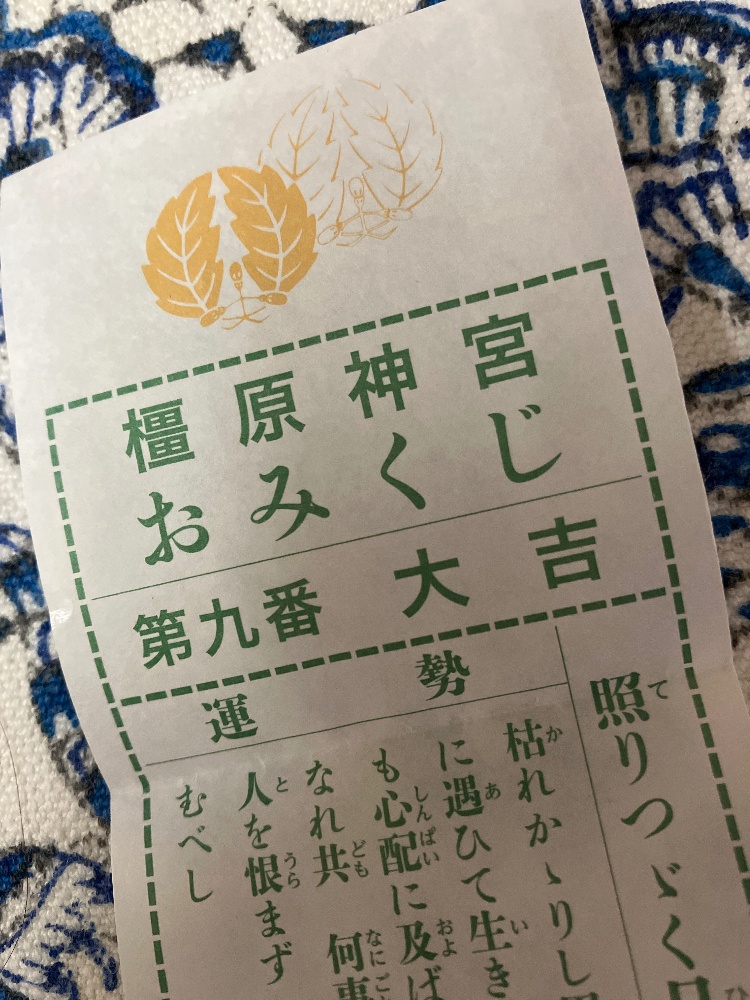 橿原神宮
おみくじ
第九番 大吉
運勢
照りつゞく
枯れかゝりし
に遇ひて生き
も心配に及ば
なれ共 何事
人を恨まず
むべし